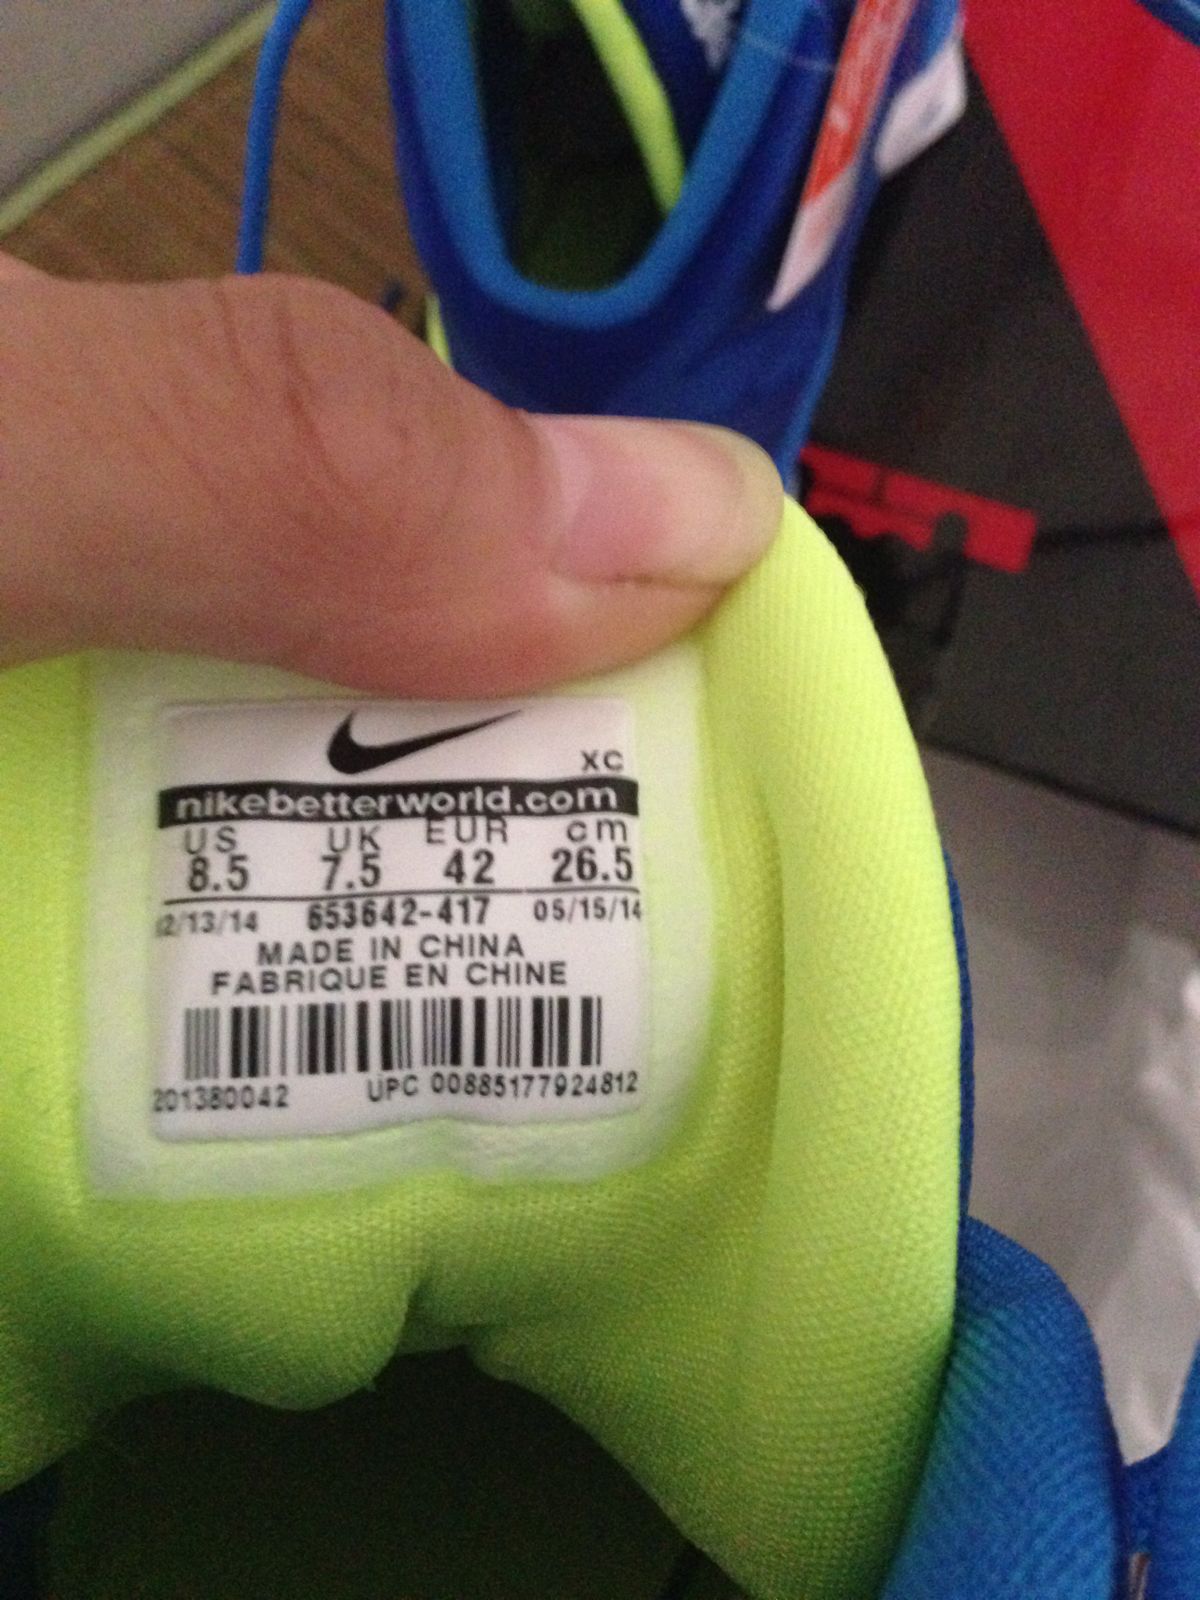 XC
nikebetterworld.com
US UK EUR cm
8.5 7.5 42 26.5
02/13/14 653642-417 05/15/14
MADE IN CHINA
FABRIQUE EN CHINE
201380042 UPC 00885177924812